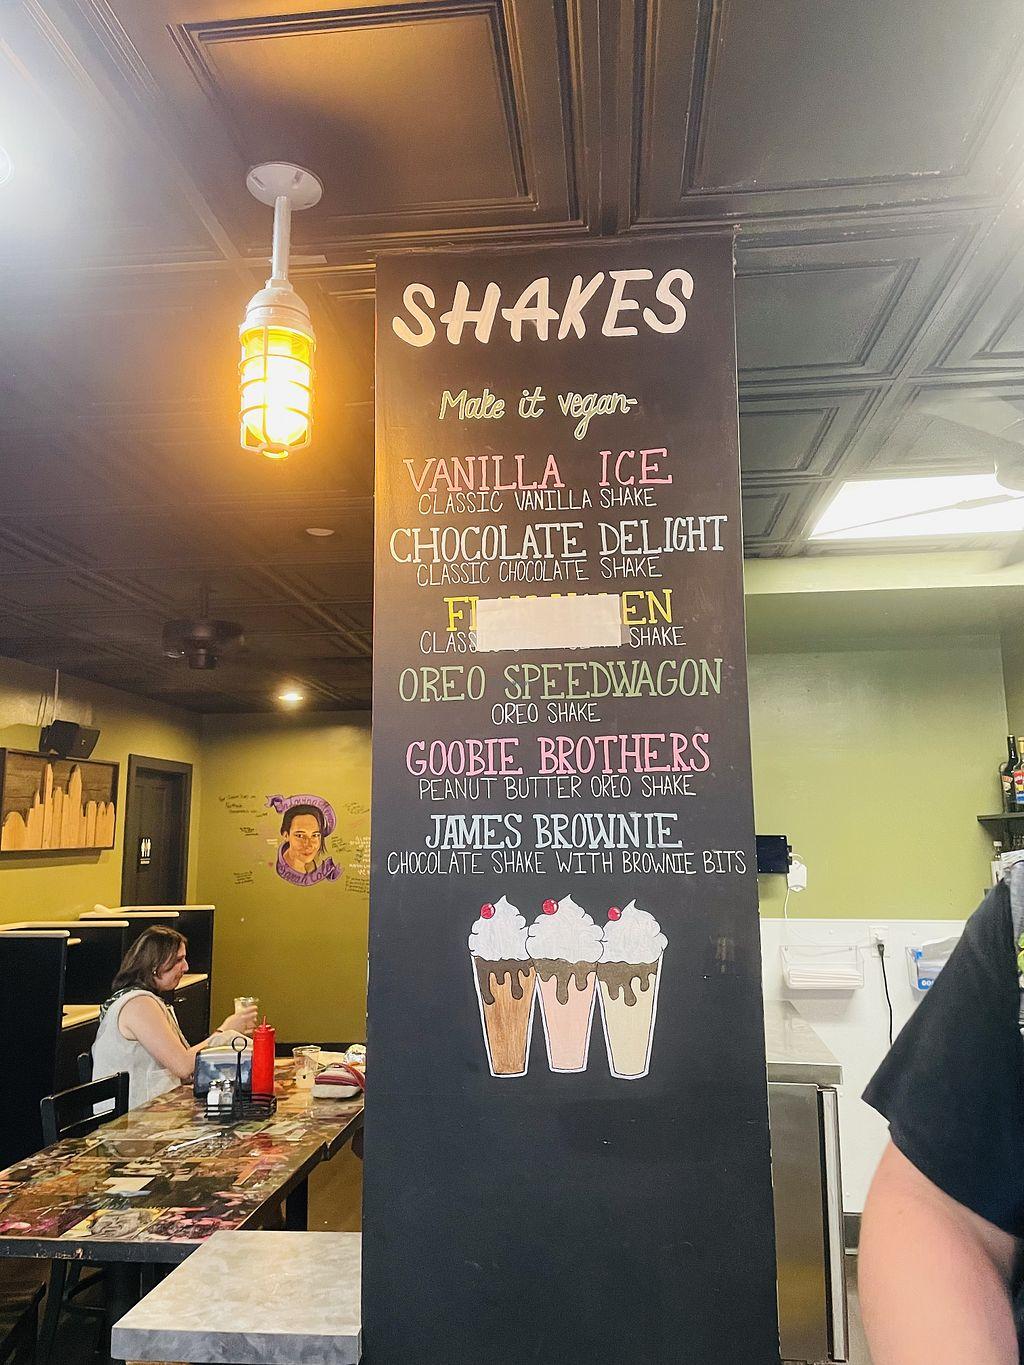 SHAKES
Make it vegan-
VANILLA ICE
CLASSIC VANILLA SHAKE
CHOCOLATE DELIGHT
CLASSIC CHOCOLATE SHAKE
SHAKE
OREO SPEEDWAGON
OREO SHAKE
GOOBIE BROTHERS
PEANUT BUTTER OREO SHAKE
JAMES BROWNIE
CHOCOLATE SHAKE WITH BROWNIE BITS